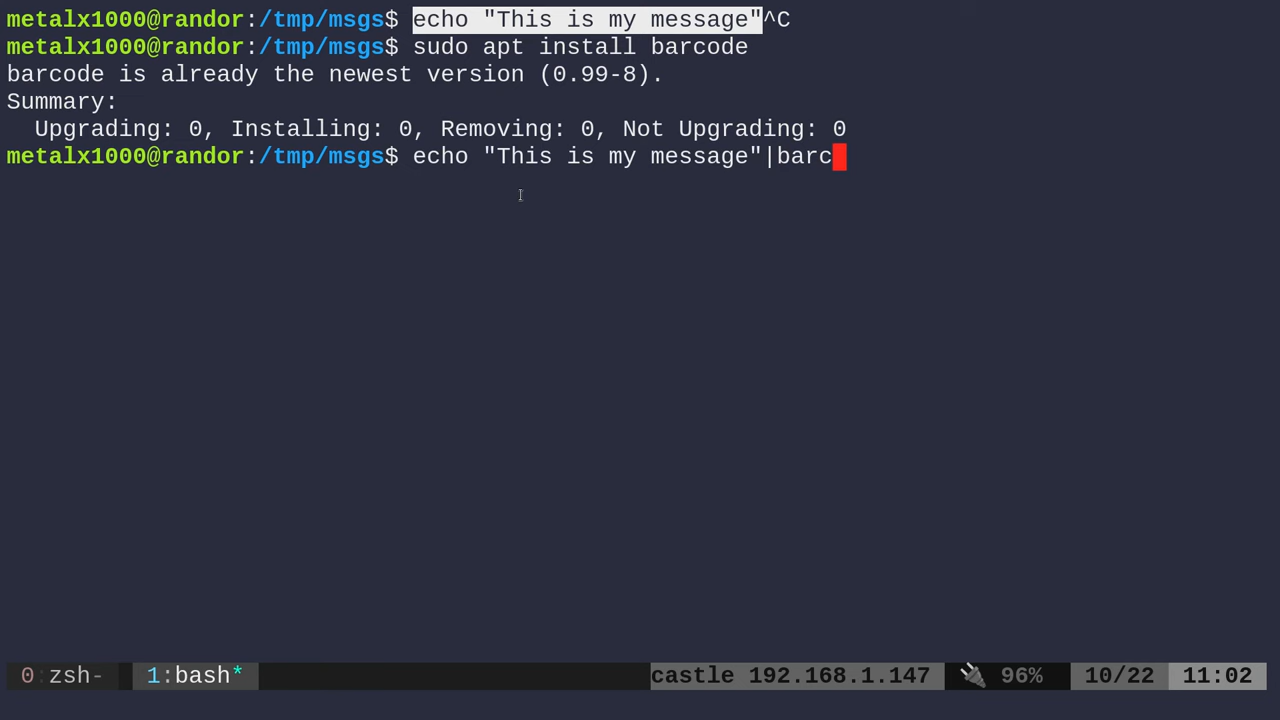 metalx1000@randor:/tmp/msgs$ echo "This is my message"^C
metalx1000@randor:/tmp/msgs$ sudo apt install barcode
barcode is already the newest version (0.99-8).
Summary:
  Upgrading: 0, Installing: 0, Removing: 0, Not Upgrading: 0
metalx1000@randor:/tmp/msgs$ echo "This is my message"|barc
0:zsh- 1:bash* castle 192.168.1.147 🔌 96% 10/22 11:02